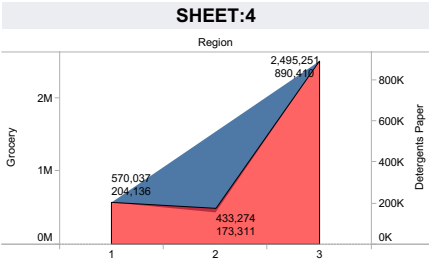 SHEET:4
Region
2,495,251
890,410
2M
800K
600K
Grocery
Detergents Paper
1M
400K
570,037
204,136
200K
433,274
173,311
0M
0K
1
2
3